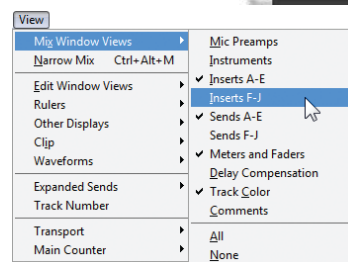 View
Mix Window Views
Narrow Mix Ctrl+Alt+M
Edit Window Views
Rulers
Other Displays
Clip
Waveforms
Expanded Sends
Track Number
Transport
Main Counter
Mic Preamps
Instruments
Inserts A-E
Inserts F-J
Sends A-E
Sends F-J
Meters and Faders
Delay Compensation
Track Color
Comments
All
None